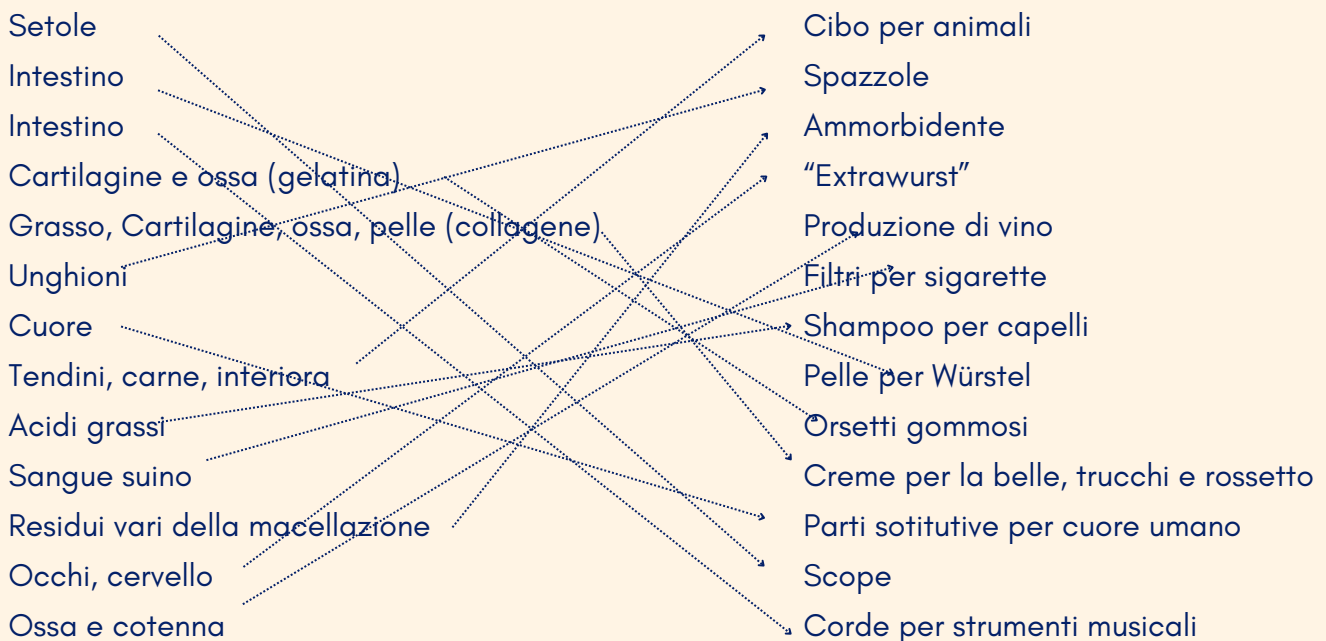 Setole
Intestino
Intestino
Cartilagine e ossa (gelatina)
Grasso, Cartilagine, ossa, pelle (collagene)
Unghioni
Cuore
Tendini, carne, interiora
Acidi grassi
Sangue suino
Residui vari della macellazione
Occhi, cervello
Ossa e cotenna
Cibo per animali
Spazzole
Ammorbidente
“Extrawurst”
Produzione di vino
Filtri per sigarette
Shampoo per capelli
Pelle per Würstel
Orsetti gommosi
Creme per la belle, trucchi e rossetto
Parti sotitutive per cuore umano
Scope
Corde per strumenti musicali